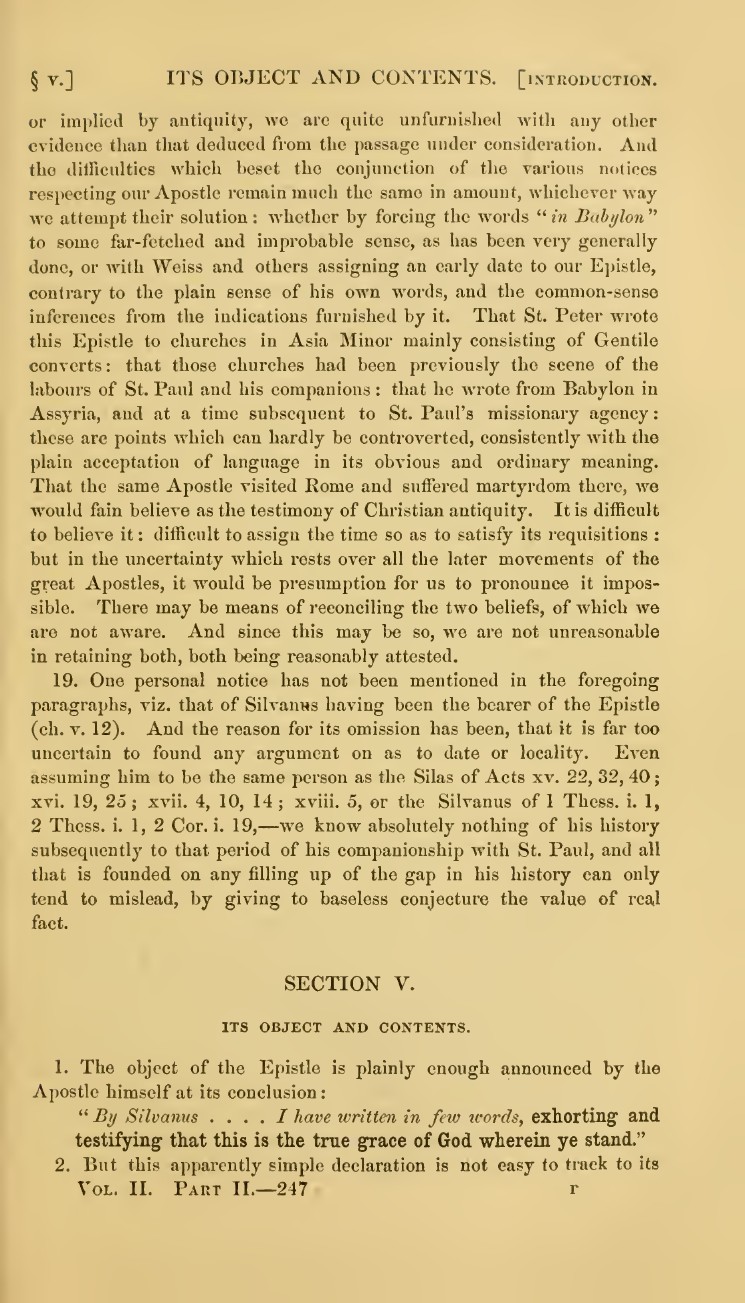 § v.] ITS OBJECT AND CONTENTS. [INTRODUCTION.
or implied by antiquity, we are quite unfurnished with any other
evidence than that deduced from the passage under consideration. And
the difficulties which beset the conjunction of the various notices
respecting our Apostle remain much the same in amount, whichever way
we attempt their solution : whether by forcing the words “ in Babylon ”
to some far-fetched and improbable sense, as has been very generally
done, or with Weiss and others assigning an early date to our Epistle,
contrary to the plain sense of his own words, and the common-sense
inferences from the indications furnished by it. That St. Peter wrote
this Epistle to churches in Asia Minor mainly consisting of Gentile
converts : that those churches had been previously the scene of the
labours of St. Paul and his companions : that he wrote from Babylon in
Assyria, and at a time subsequent to St. Paul’s missionary agency :
these are points which can hardly be controverted, consistently with the
plain acceptation of language in its obvious and ordinary meaning.
That the same Apostle visited Rome and suffered martyrdom there, we
would fain believe as the testimony of Christian antiquity. It is difficult
to believe it : difficult to assign the time so as to satisfy its requisitions :
but in the uncertainty which rests over all the later movements of the
great Apostles, it would be presumption for us to pronounce it impos-
sible. There may be means of reconciling the two beliefs, of which we
are not aware. And since this may be so, we are not unreasonable
in retaining both, both being reasonably attested.
19. One personal notice has not been mentioned in the foregoing
paragraphs, viz. that of Silvanus having been the bearer of the Epistle
(ch. v. 12). And the reason for its omission has been, that it is far too
uncertain to found any argument on as to date or locality. Even
assuming him to be the same person as the Silas of Acts xv. 22, 32, 40 ;
xvi. 19, 25 ; xvii. 4, 10, 14 ; xviii. 5, or the Silvanus of 1 Thess. i. 1,
2 Thess. i. 1, 2 Cor. i. 19,—we know absolutely nothing of his history
subsequently to that period of his companionship with St. Paul, and all
that is founded on any filling up of the gap in his history can only
tend to mislead, by giving to baseless conjecture the value of real
fact.
SECTION V.
ITS OBJECT AND CONTENTS.
1. The object of the Epistle is plainly enough announced by the
Apostle himself at its conclusion :
“ By Silvanus . . . . I have written in few words, exhorting and
testifying that this is the true grace of God wherein ye stand.”
2. But this apparently simple declaration is not easy to track to its
VOL. II. PART II.—247 r